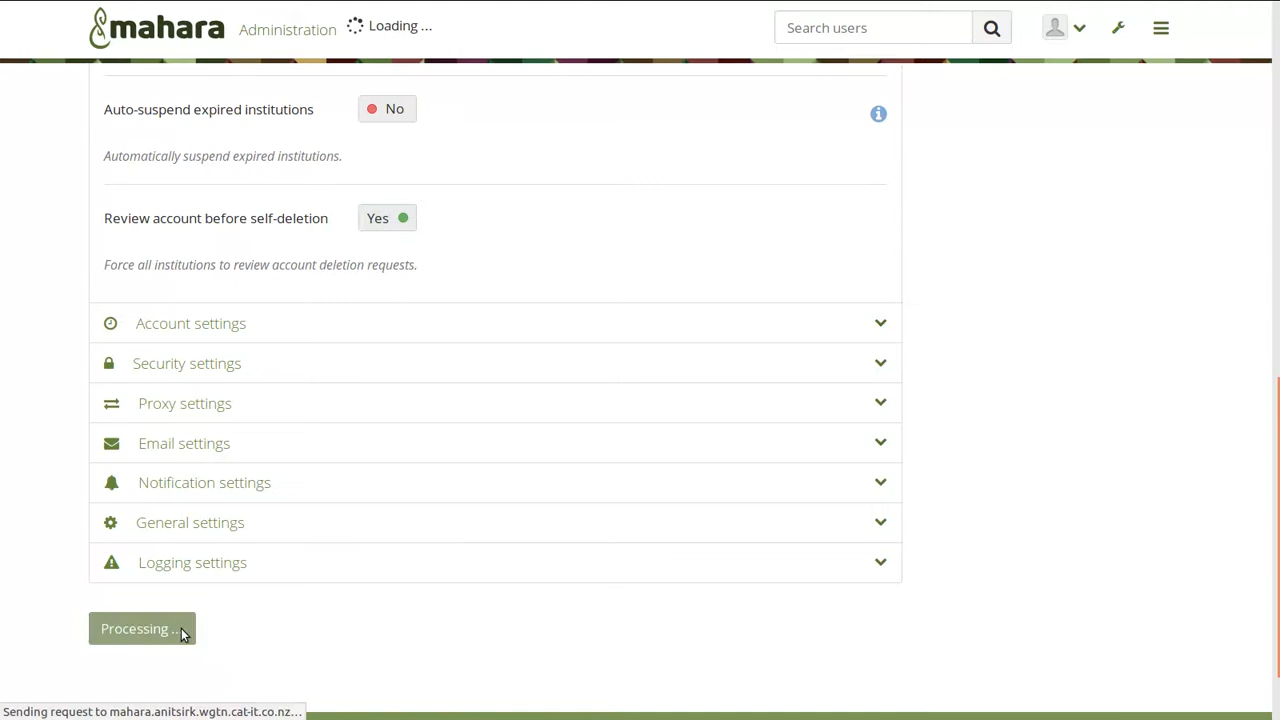 mahara Administration Loading ... Search users
Auto-suspend expired institutions No
Automatically suspend expired institutions.
Review account before self-deletion Yes
Force all institutions to review account deletion requests.
Account settings
Security settings
Proxy settings
Email settings
Notification settings
General settings
Logging settings
Processing ...
Sending request to mahara.anitsirk.wgtn.cat-it.co.nz...